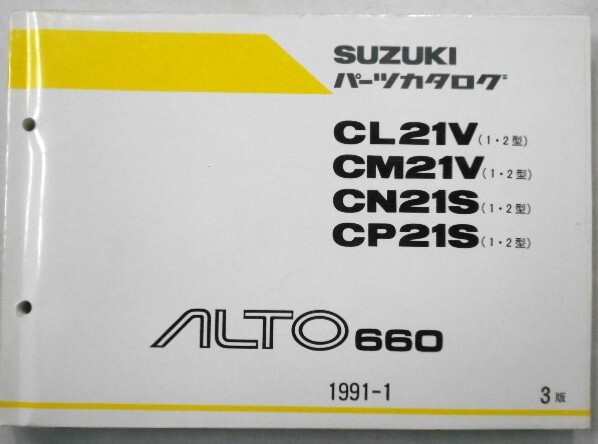 SUZUKI
パーツカタログ
CL21V(1・2型)
CM21V(1・2型)
CN21S(1・2型)
CP21S(1・2型)
ALTO 660
1991-1
3版